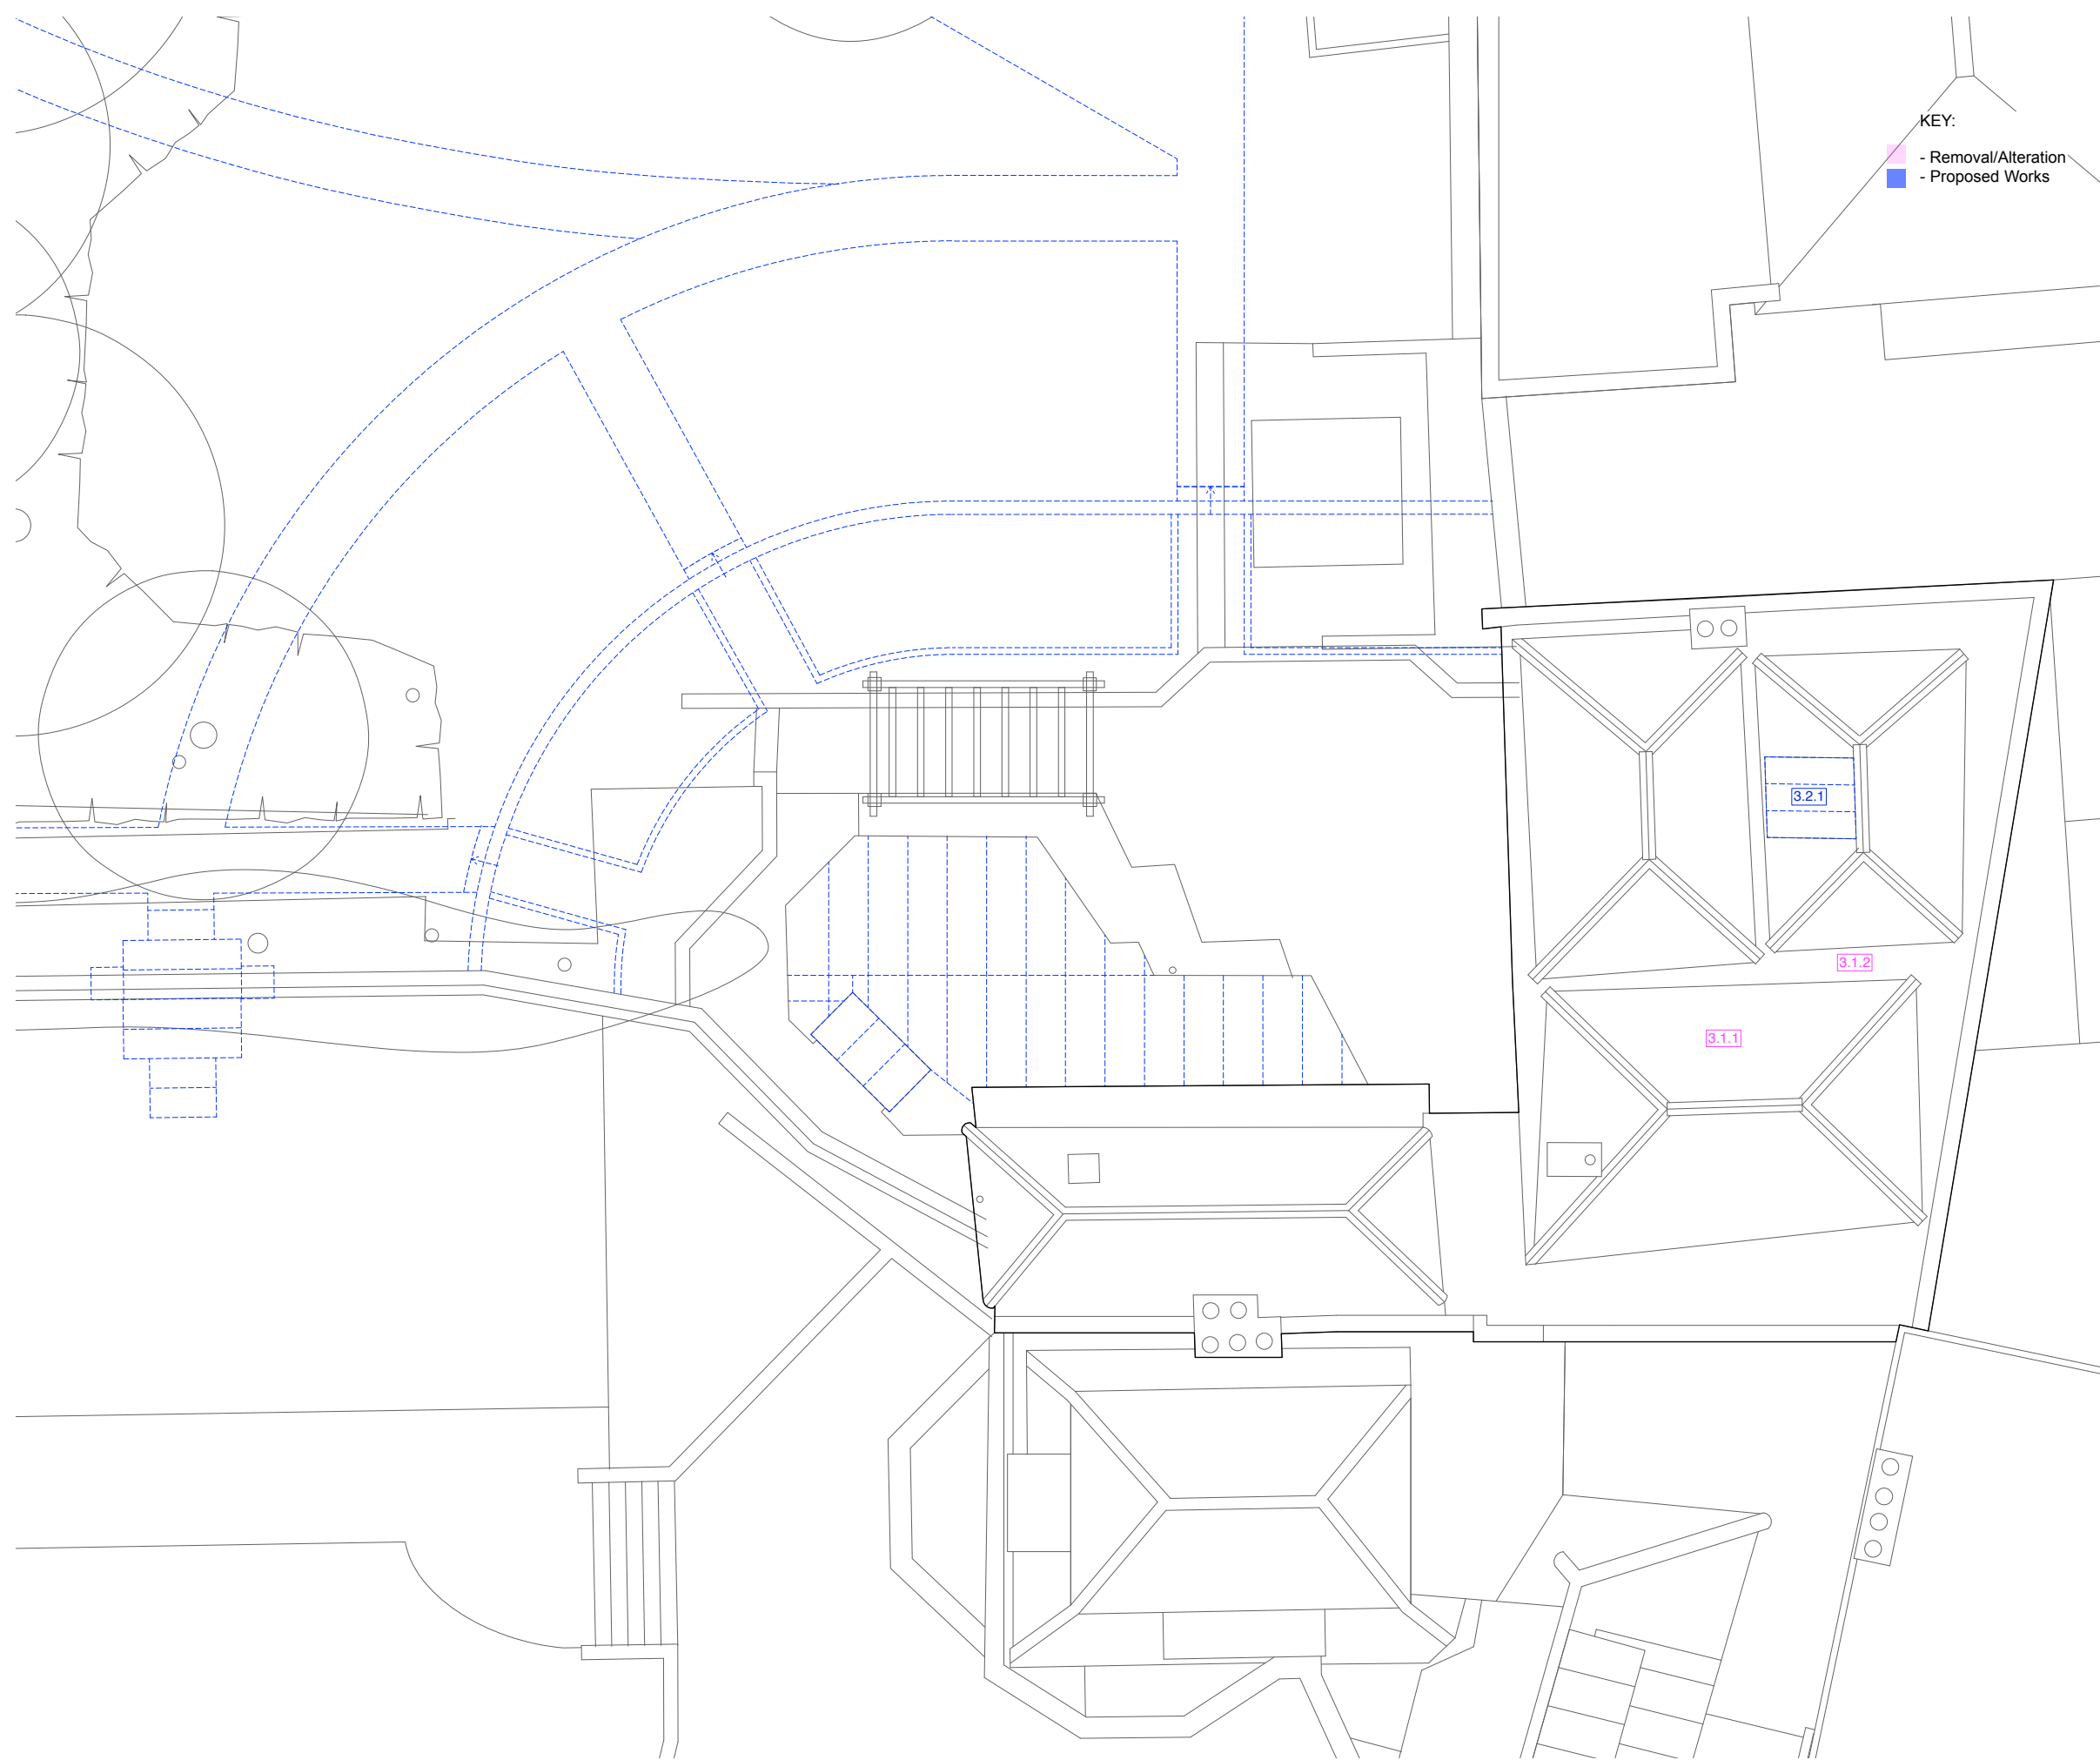 KEY:
- Removal/Alteration
- Proposed Works
3.2.1
3.1.2
3.1.1